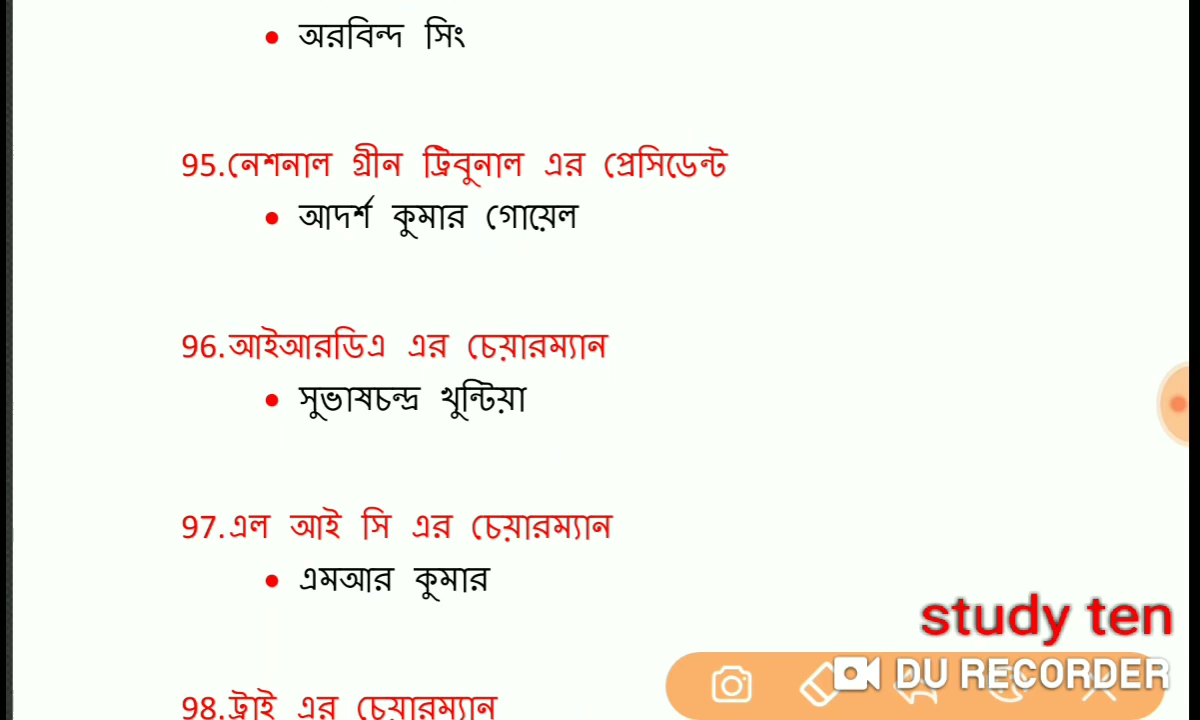 • অরবিন্দ সিং
95.নেশনাল গ্রীন ট্রিবুনাল এর প্রেসিডেন্ট
• আদর্শ কুমার গোয়েল
96.আইআরডিএ এর চেয়ারম্যান
• সুভাষচন্দ্র খুন্টিয়া
97.এল আই সি এর চেয়ারম্যান
• এমআর কুমার
study ten
DU RECORDER
98.ট্রাই এর চেয়ারম্যান